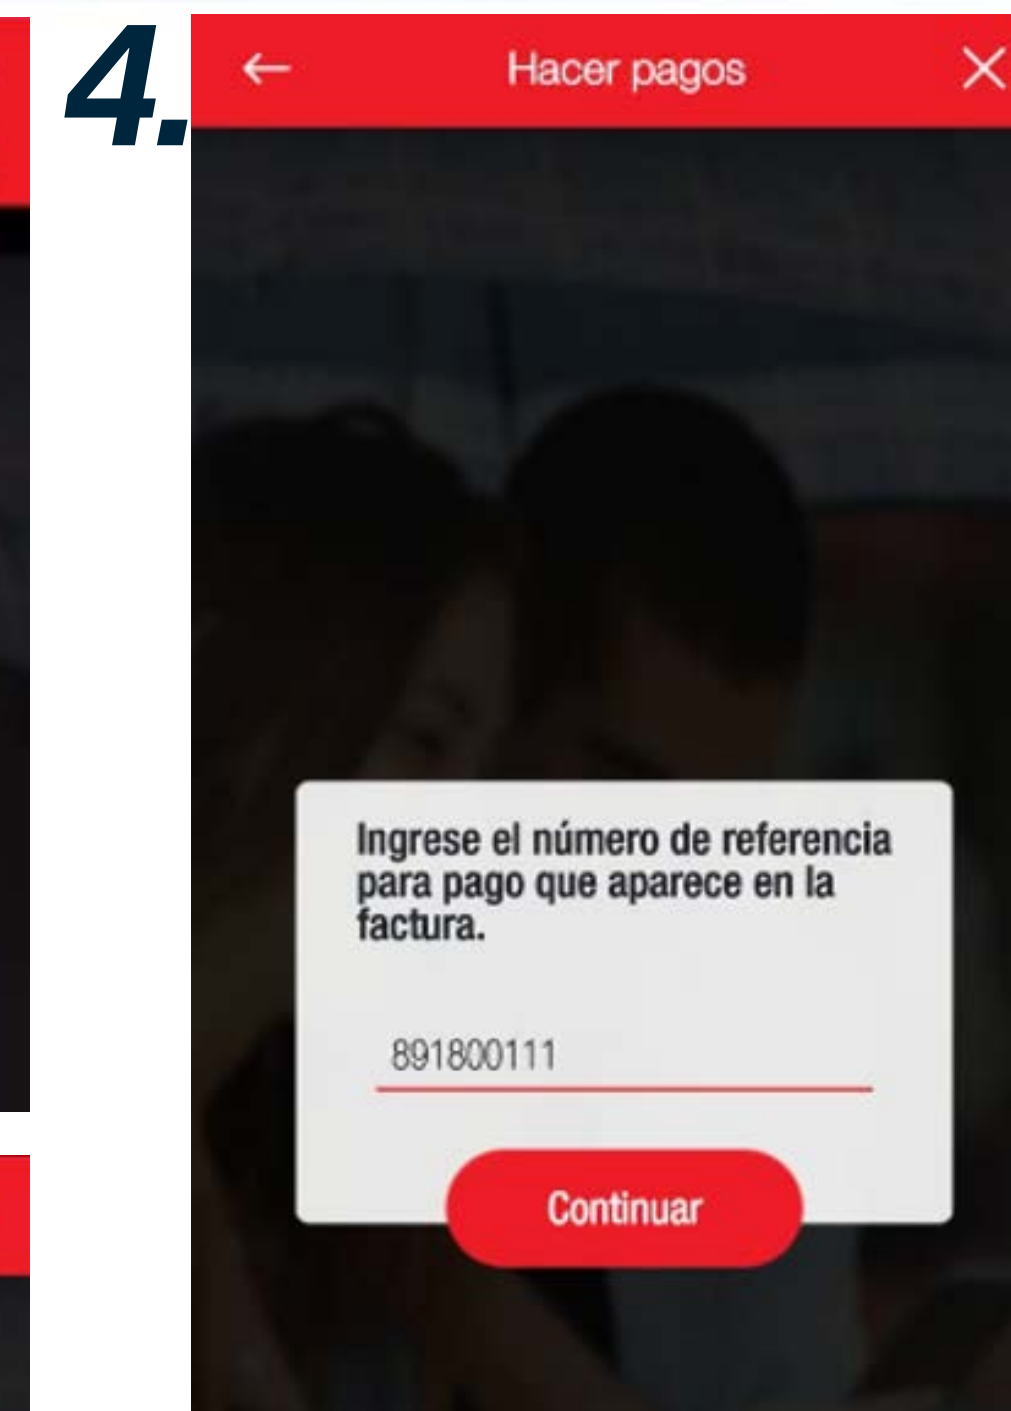 4.
Hacer pagos
Ingrese el número de referencia
para pago que aparece en la
factura.
891800111
Continuar